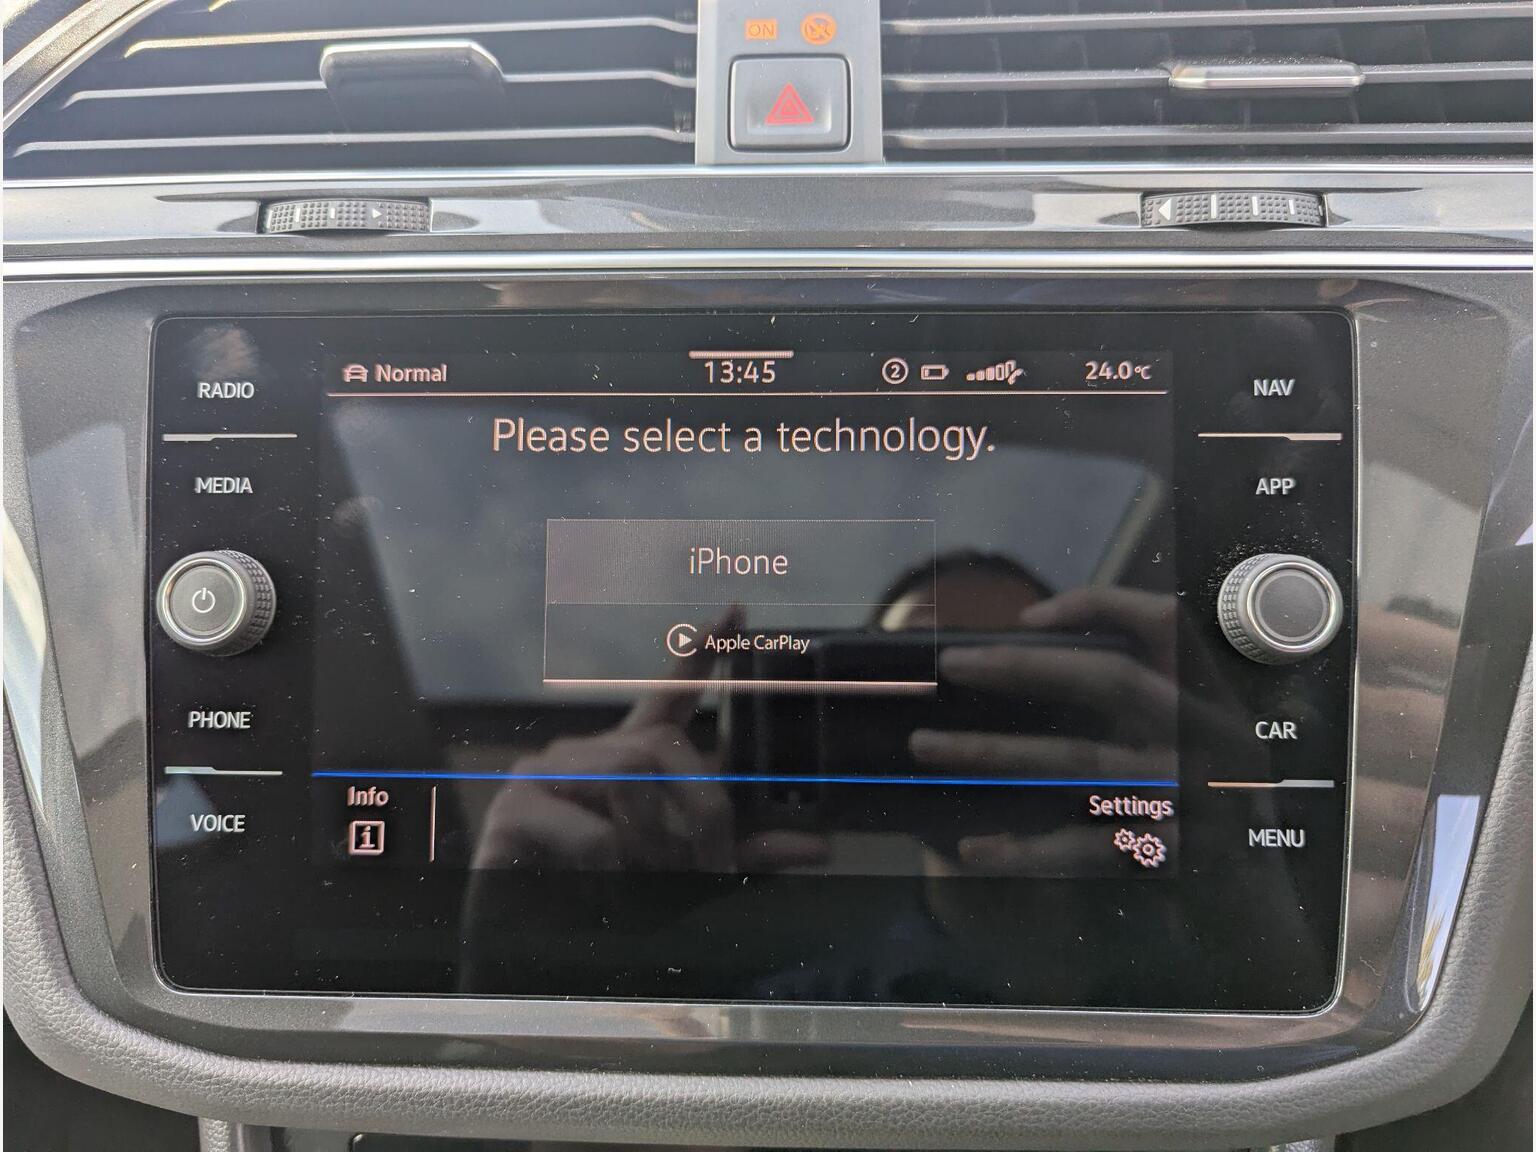 ON
RADIO
MEDIA
PHONE
VOICE
Normal
13:45
2
24.0°C
Please select a technology.
iPhone
Apple CarPlay
Info
i
Settings
NAV
APP
CAR
MENU